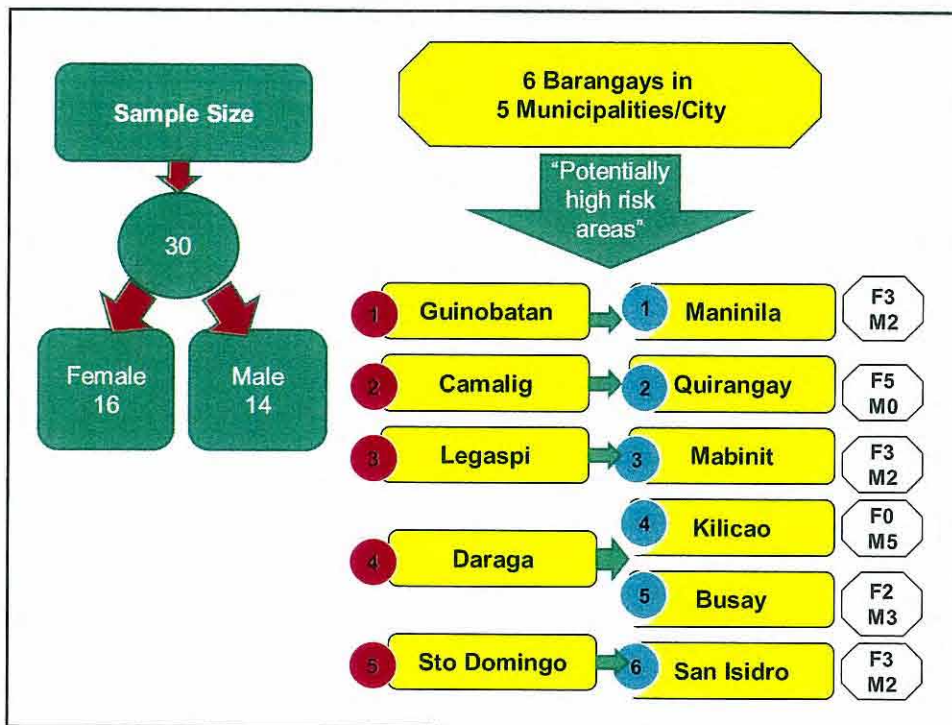 Sample Size
30
Female
16
Male
14
6 Barangays in
5 Municipalities/City
“Potentially
high risk
areas”
1 Guinobatan
1 Maninila
F3
M2
2 Camalig
2 Quirangay
F5
M0
3 Legaspi
3 Mabinit
F3
M2
4 Daraga
4 Kilicao
F0
M5
5 Busay
F2
M3
5 Sto Domingo
6 San Isidro
F3
M2